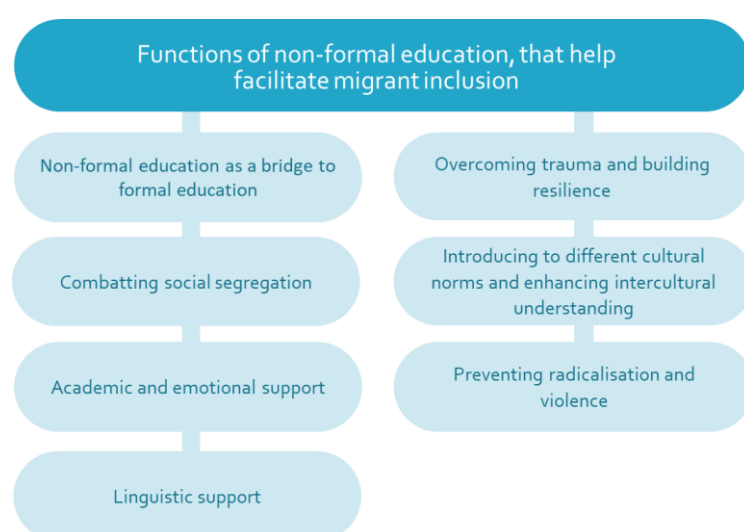 Functions of non-formal education, that help
facilitate migrant inclusion
Non-formal education as a bridge to
formal education
Combatting social segregation
Academic and emotional support
Linguistic support
Overcoming trauma and building
resilience
Introducing to different cultural
norms and enhancing intercultural
understanding
Preventing radicalisation and
violence